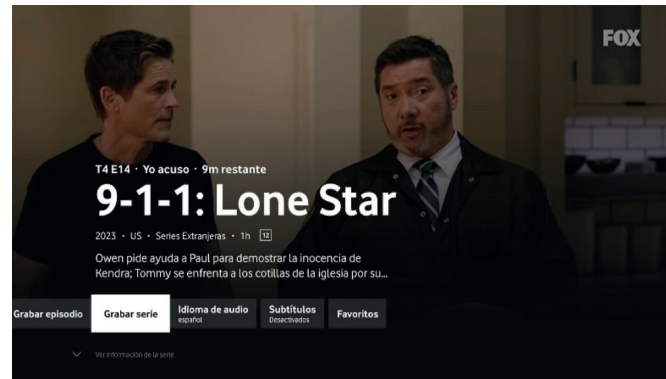 FOX
T4 E14 · Yo acuso · 9m restante
9-1-1: Lone Star
2023 · US · Series Extranjeras · 1h 12
Owen pide ayuda a Paul para demostrar la inocencia de
Kendra; Tommy se enfrenta a los cotillas de la iglesia por su...
Grabar episodio
Grabar serie
Idioma de audio
español
Subtítulos
Desactivados
Favoritos
Ver información de la serie